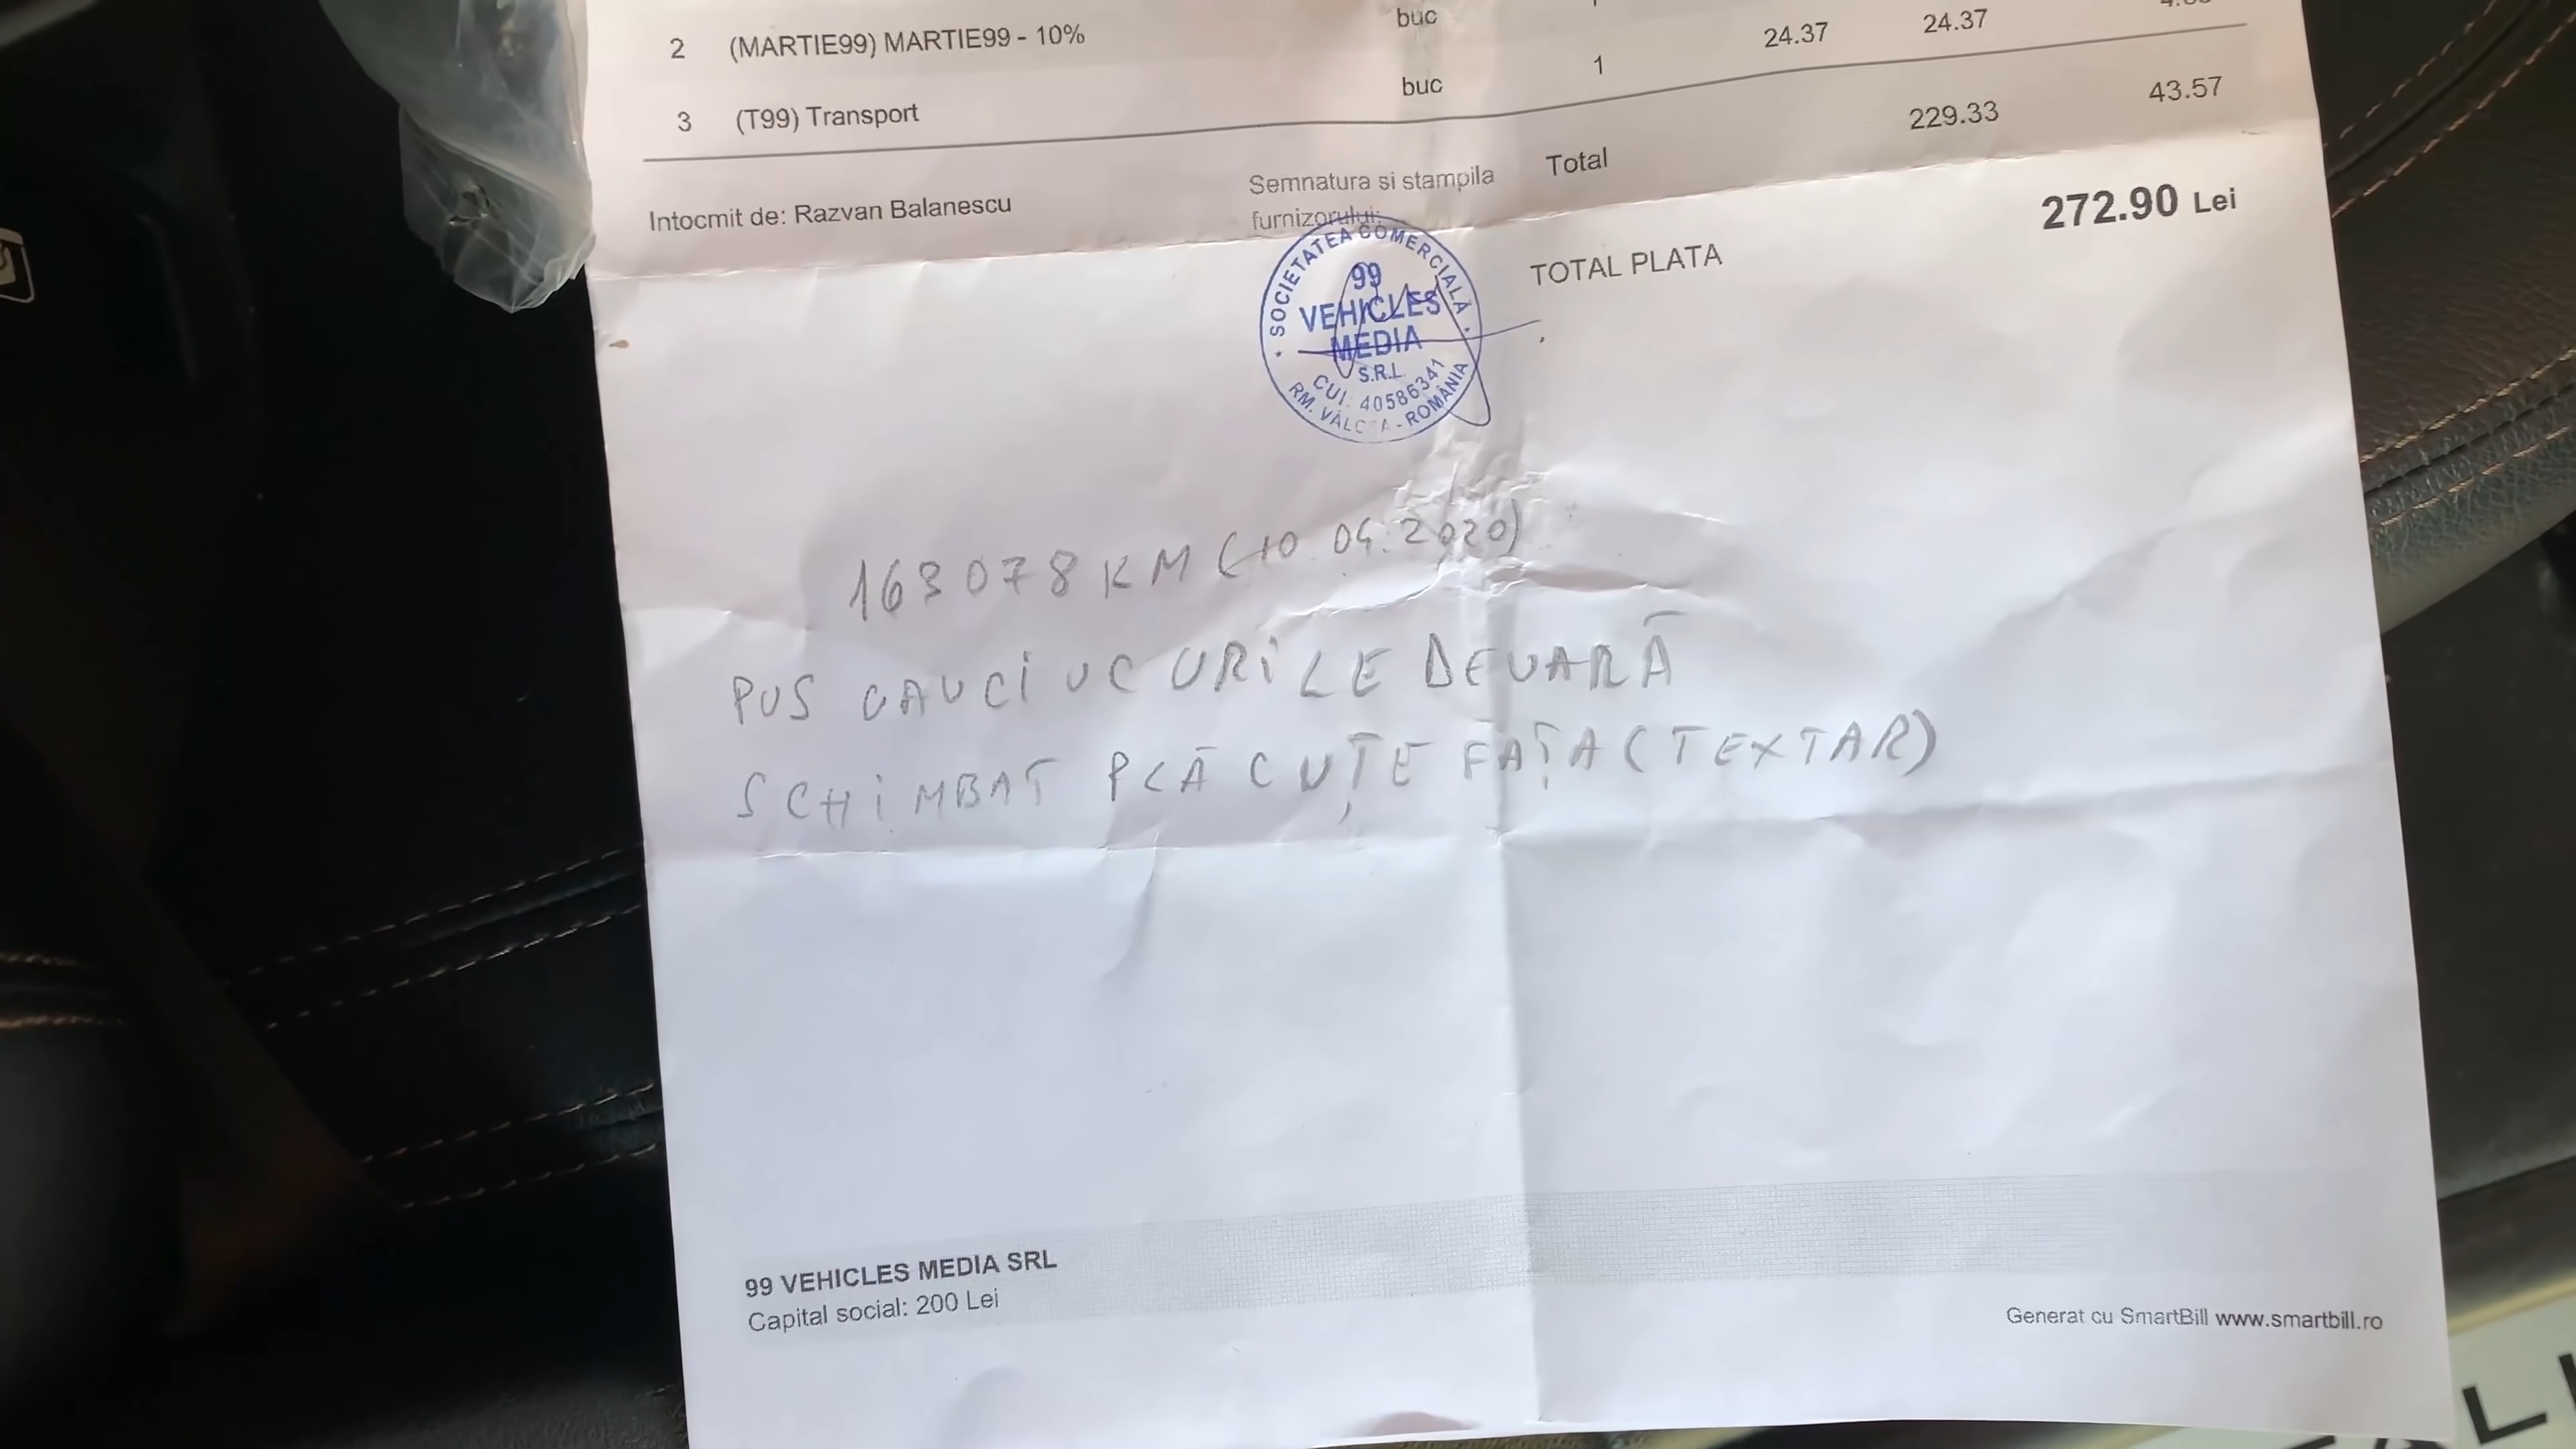 2 (MARTIE99) MARTIE99 - 10% buc 24.37 24.37
3 (T99) Transport buc 1
Total 229.33 43.57
Intocmit de: Razvan Balanescu
Semnatura si stampila
furnizorului:
TOTAL PLATA 272.90 Lei
* SOCIETATEA COMERCIALĂ *
99
VEHICLES
MEDIA
S.R.L.
CUI: 40586341
RM. VÂLCEA - ROMÂNIA
163078 KM (10.04.2020)
PUS CAUCIUCURILE DE VARĂ
SCHIMBAT PLĂCUȚE FAȚA (TEXTAR)
99 VEHICLES MEDIA SRL
Capital social: 200 Lei
Generat cu SmartBill www.smartbill.ro